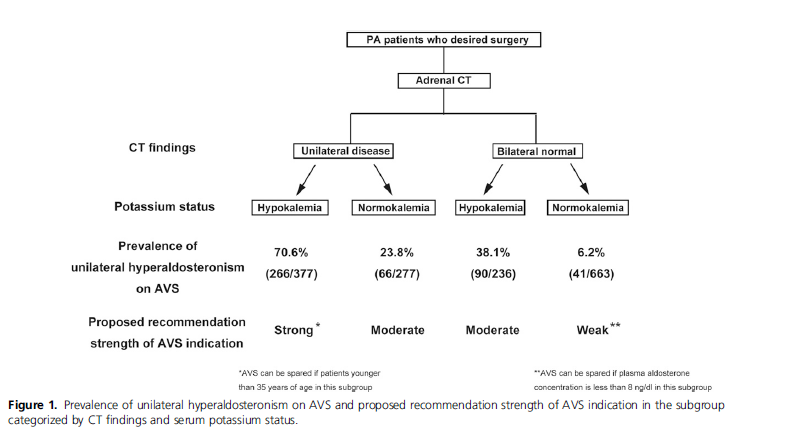 PA patients who desired surgery
Adrenal CT
CT findings
Unilateral disease
Bilateral normal
Potassium status
Hypokalemia
Normokalemia
Hypokalemia
Normokalemia
Prevalence of
unilateral hyperaldosteronism
on AVS
70.6%
(266/377)
23.8%
(66/277)
38.1%
(90/236)
6.2%
(41/663)
Proposed recommendation
strength of AVS indication
Strong*
Moderate
Moderate
Weak**
*AVS can be spared if patients younger
than 35 years of age in this subgroup
**AVS can be spared if plasma aldosterone
concentration is less than 8 ng/dl in this subgroup
Figure 1. Prevalence of unilateral hyperaldosteronism on AVS and proposed recommendation strength of AVS indication in the subgroup
categorized by CT findings and serum potassium status.